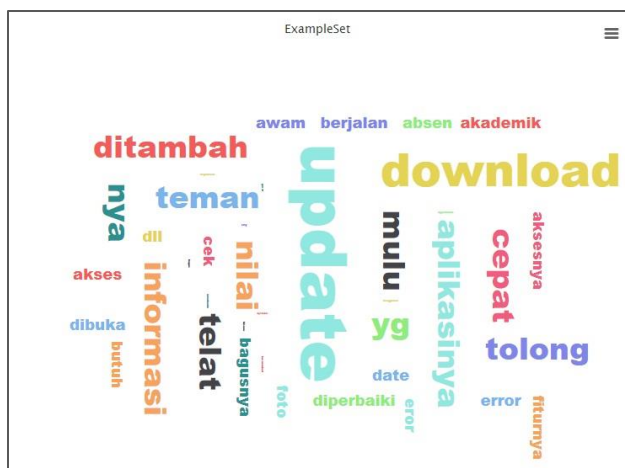 ExampleSet
awam berjalan absen akademik
ditambah
update
download
nya
teman
dll
cek
nilai
mulu
aplikasinya
cepat
aksesnya
akses
informasi
dibuka
telat
yg
tolong
butuh
bagusnya
date
foto
diperbaiki
eror
error
fiturnya